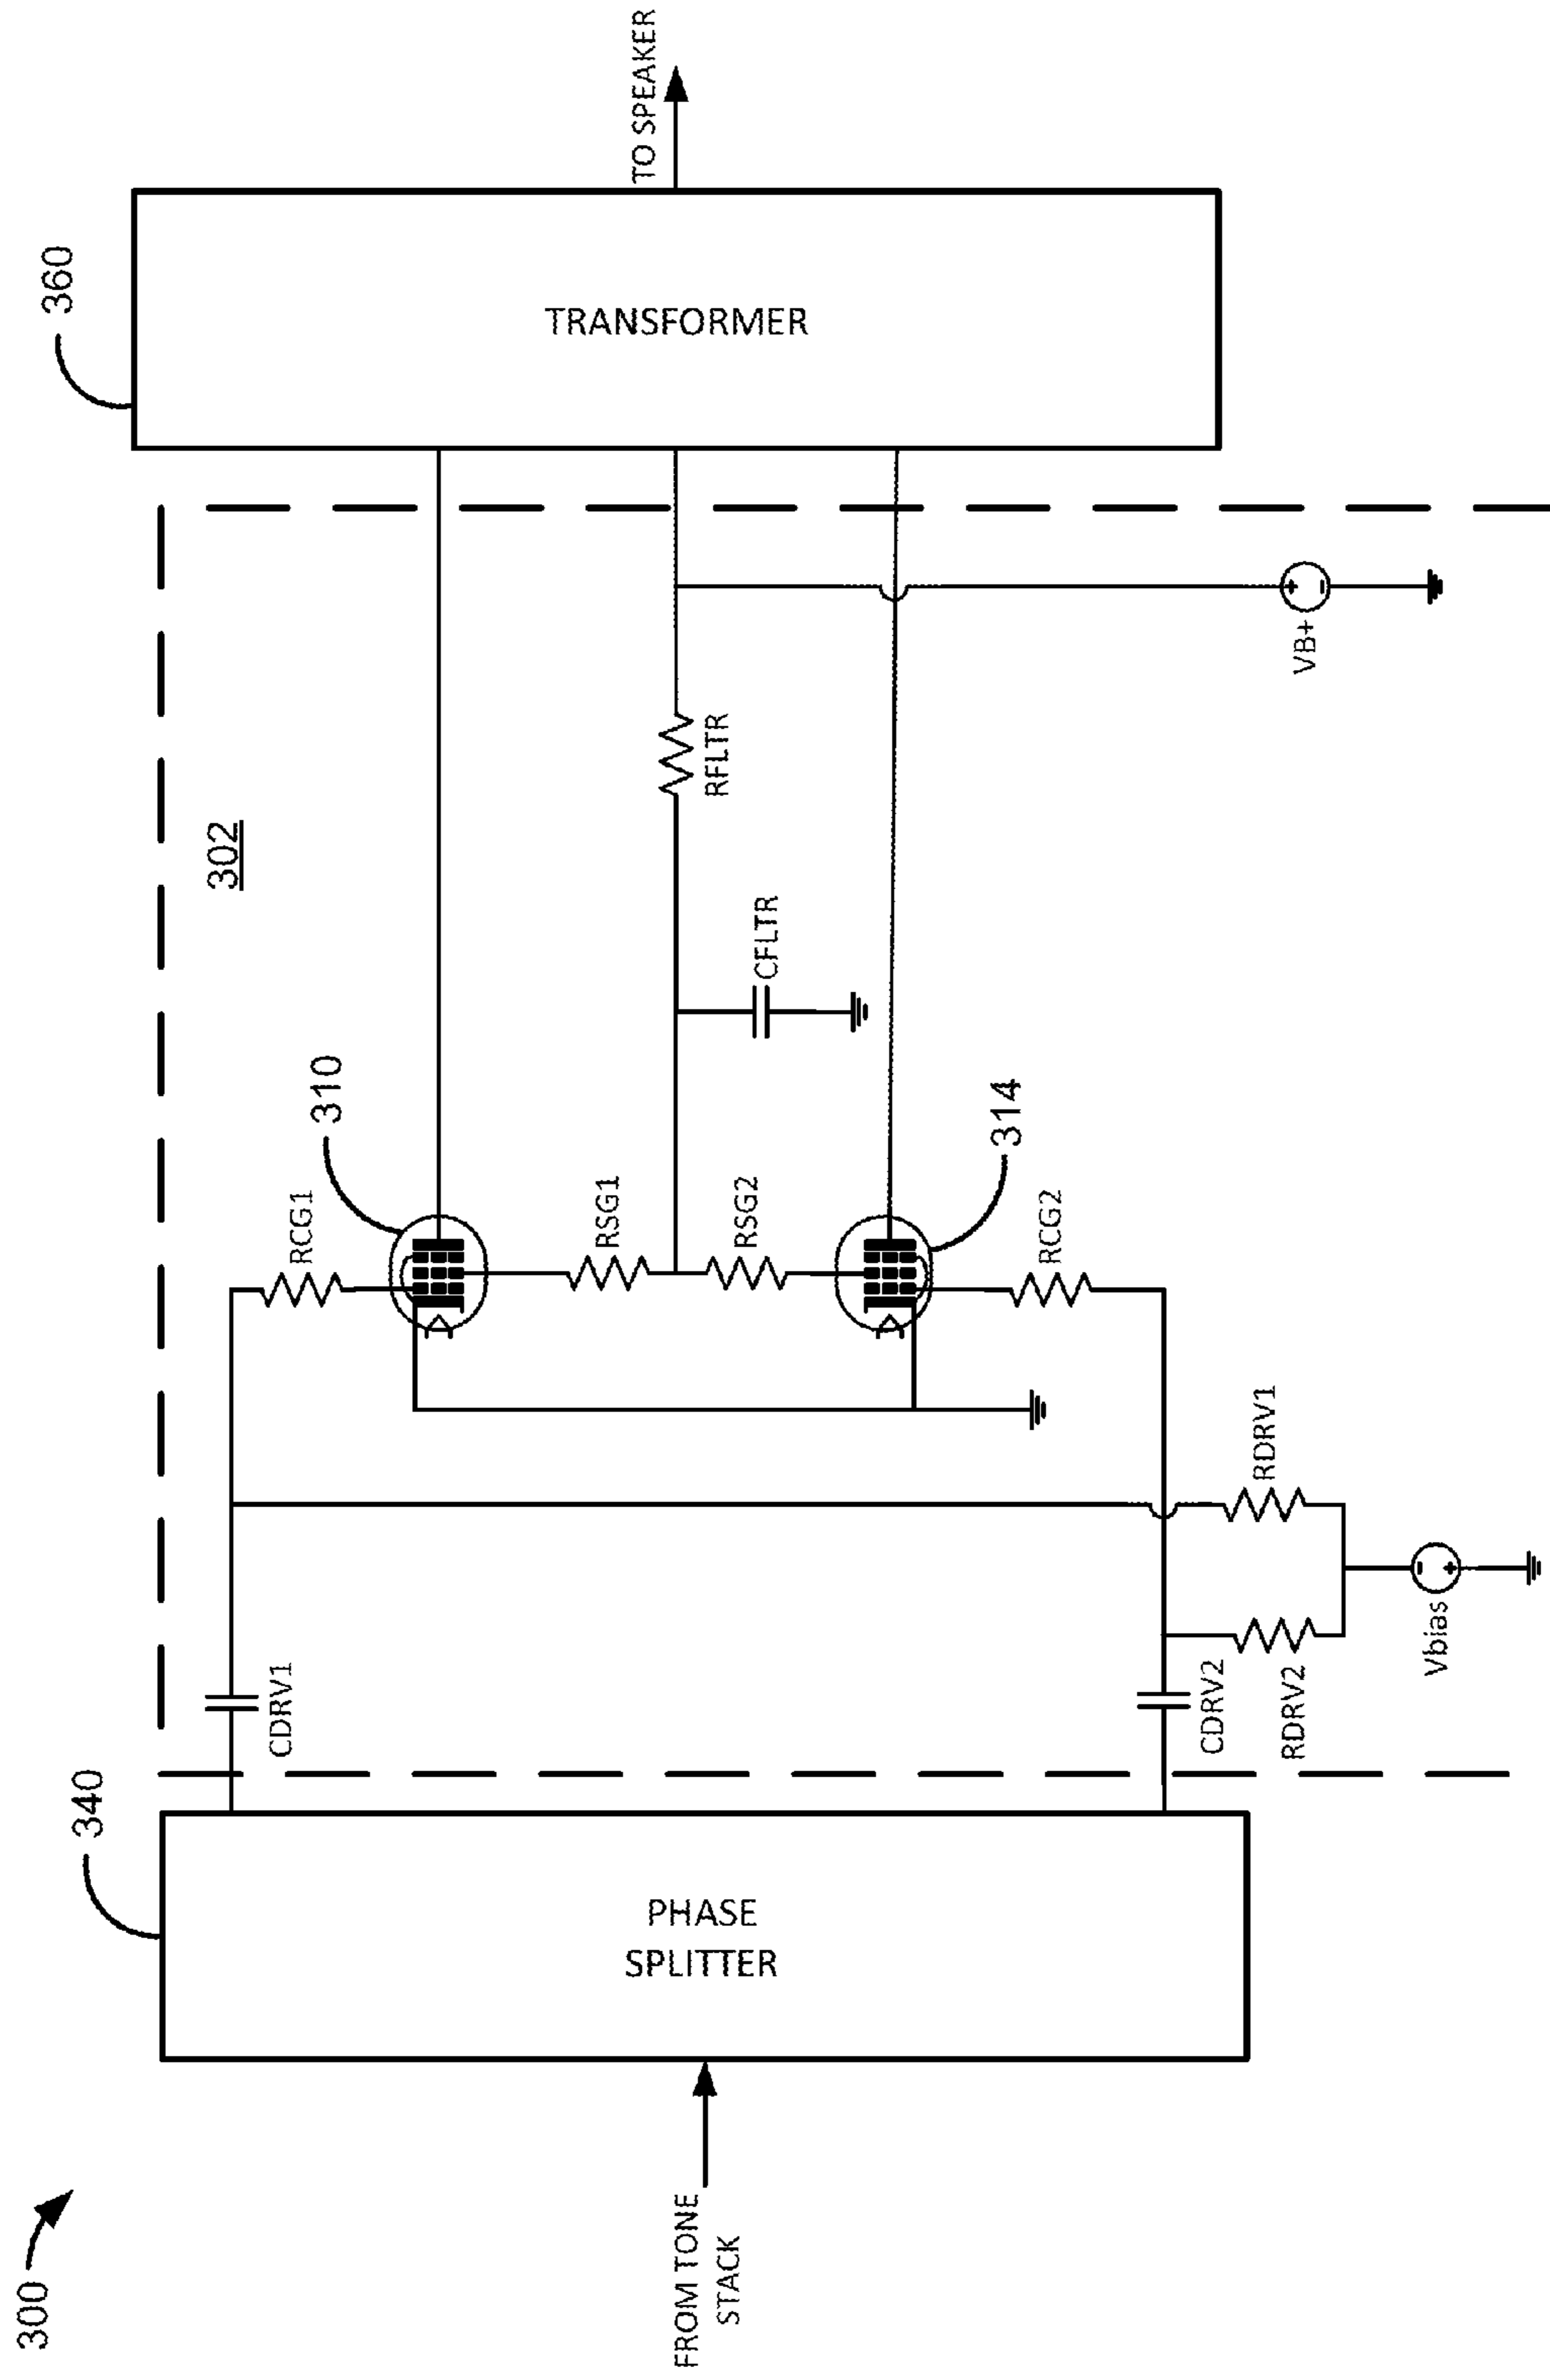 300
FROM TONE
STACK
340
PHASE
SPLITTER
302
CDRV1
CDRV2
RDRV2
RDRV1
Vbias
RCG1
310
RSG1
RSG2
314
RCG2
CFLTR
RFLTR
VB+
360
TRANSFORMER
TO SPEAKER